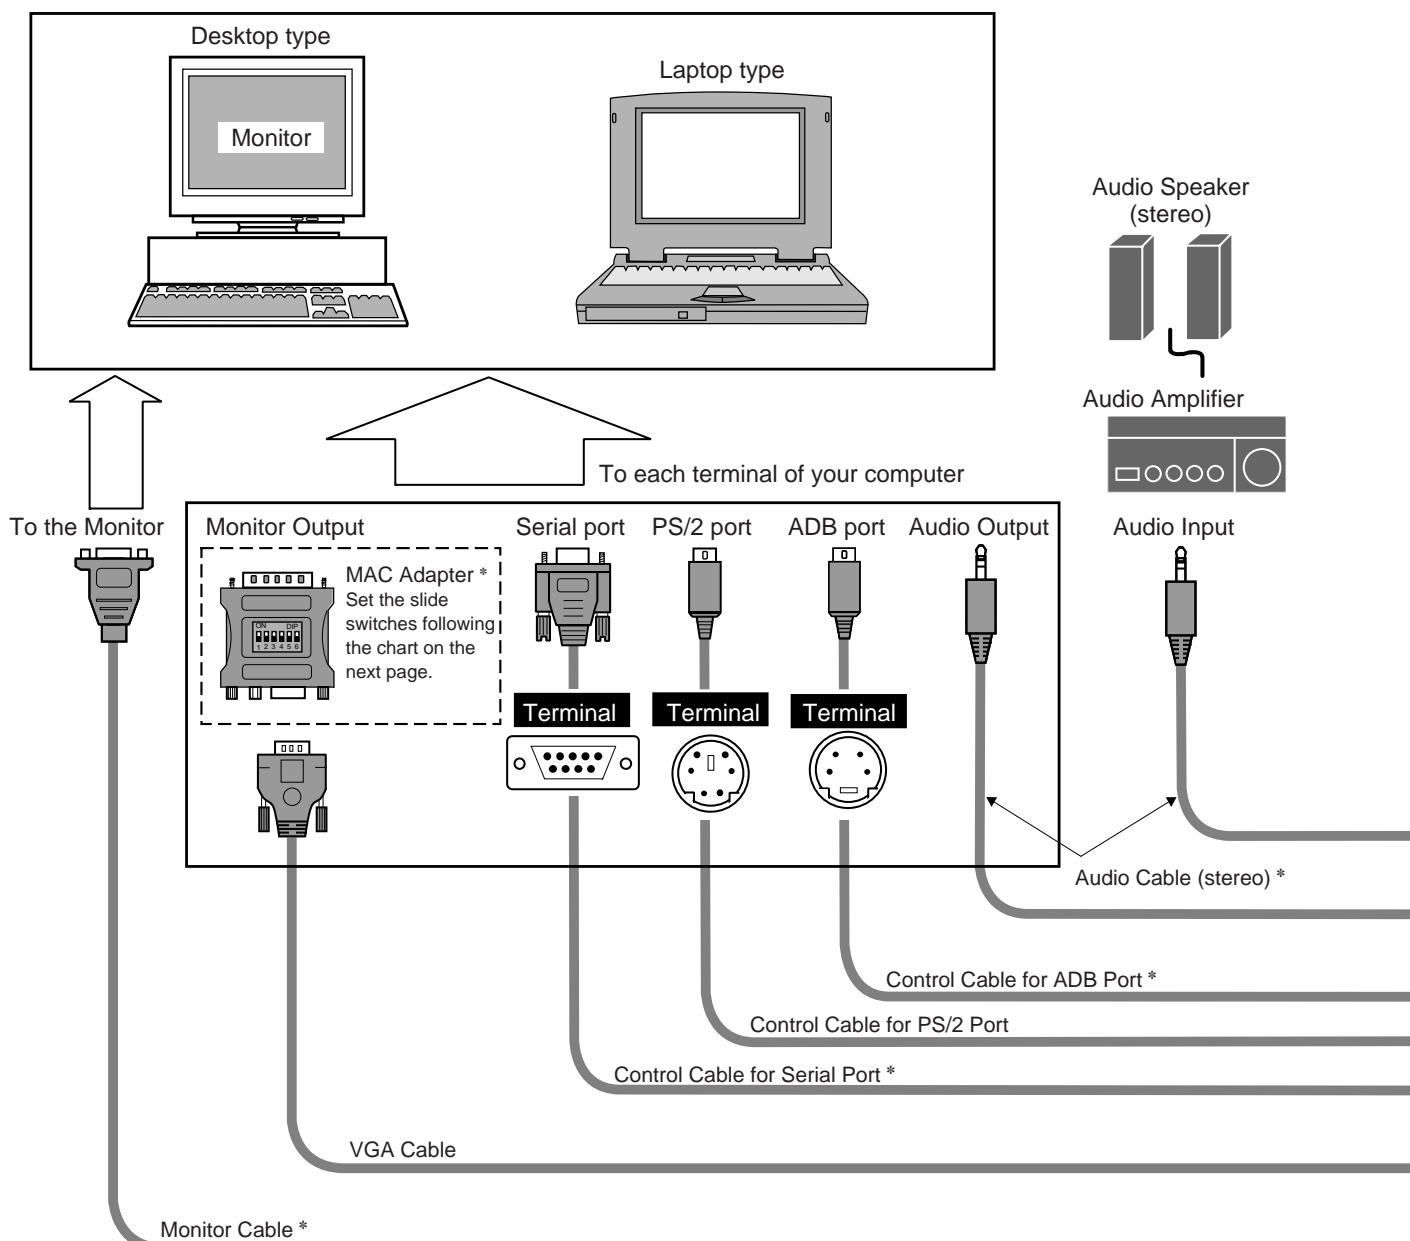 Desktop type
Laptop type
Monitor
Audio Speaker
(stereo)
Audio Amplifier
To each terminal of your computer
To the Monitor
Monitor Output
Serial port
PS/2 port
ADB port
Audio Output
Audio Input
MAC Adapter *
Set the slide
switches following
the chart on the
next page.
ON DIP
1 2 3 4 5 6
Terminal
Terminal
Terminal
Audio Cable (stereo) *
Control Cable for ADB Port *
Control Cable for PS/2 Port
Control Cable for Serial Port *
VGA Cable
Monitor Cable *